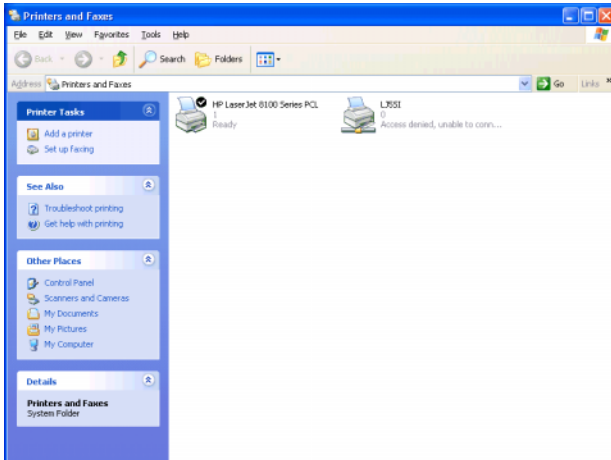 Printers and Faxes
File Edit View Favorites Tools Help
Back Search Folders
Address Printers and Faxes Go Links
Printer Tasks
Add a printer
Set up faxing
See Also
Troubleshoot printing
Get help with printing
Other Places
Control Panel
Scanners and Cameras
My Documents
My Pictures
My Computer
Details
Printers and Faxes
System Folder
HP LaserJet 8100 Series PCL
1
Ready
LJ5SI
0
Access denied, unable to conn...